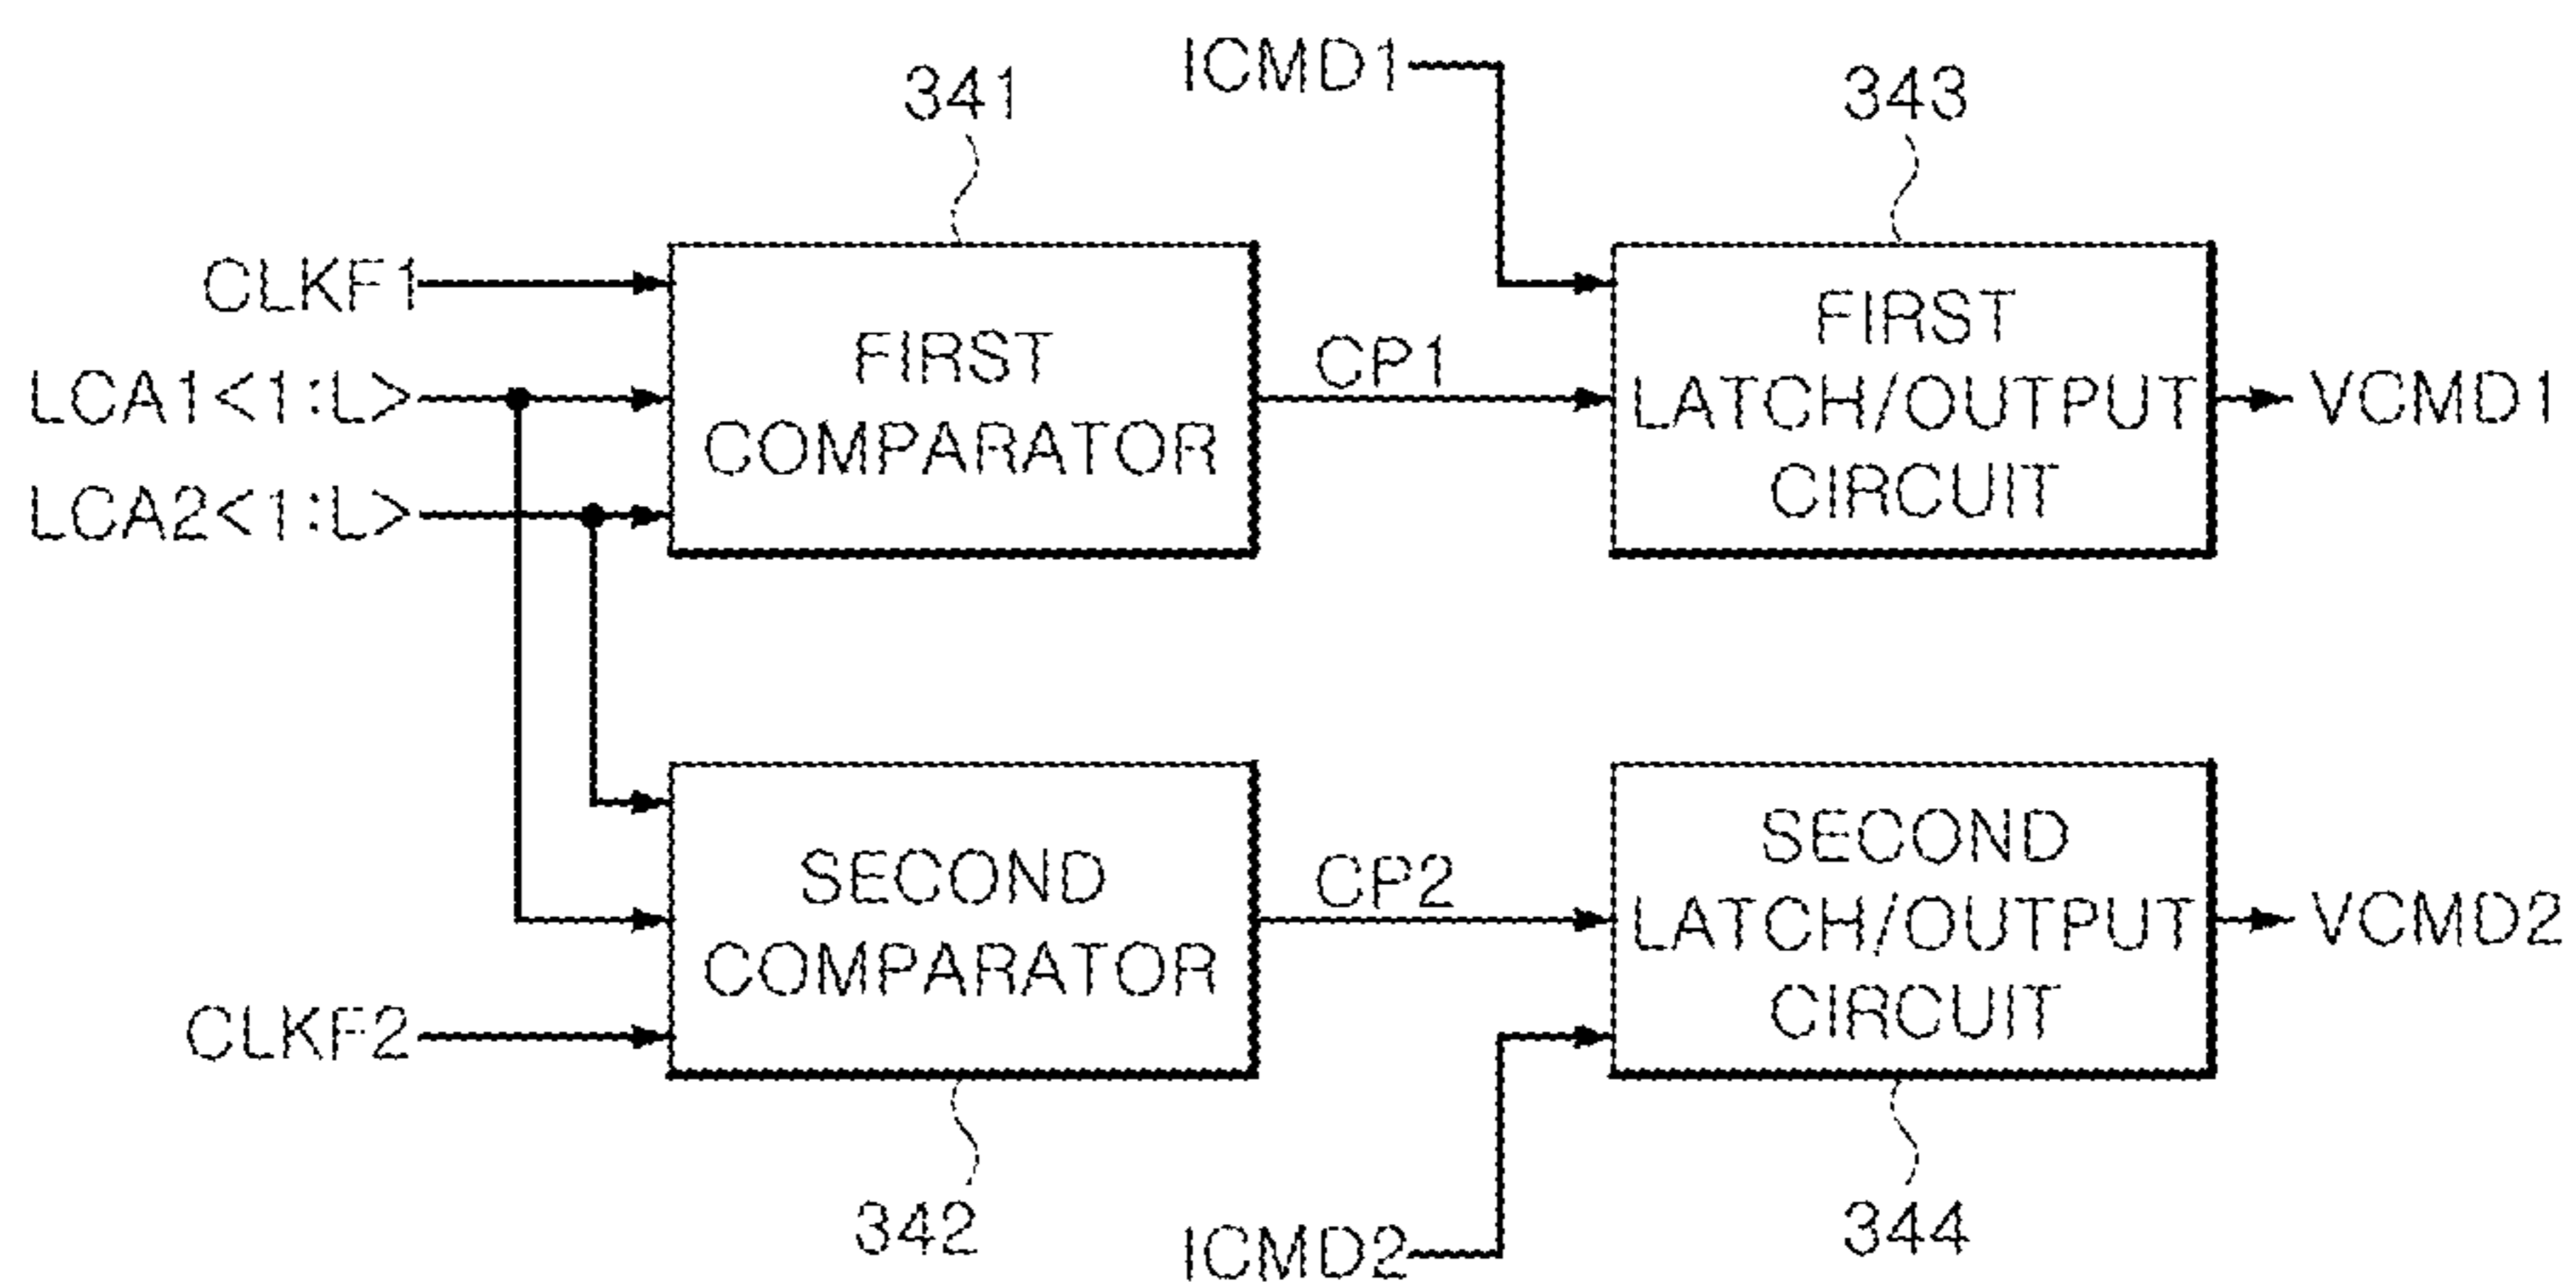 ICMD1
341
343
CLKF1
LCA1<1:L>
LCA2<1:L>
FIRST
COMPARATOR
CP1
FIRST
LATCH/OUTPUT
CIRCUIT
VCMD1
SECOND
COMPARATOR
CLKF2
CP2
SECOND
LATCH/OUTPUT
CIRCUIT
VCMD2
342
ICMD2
344